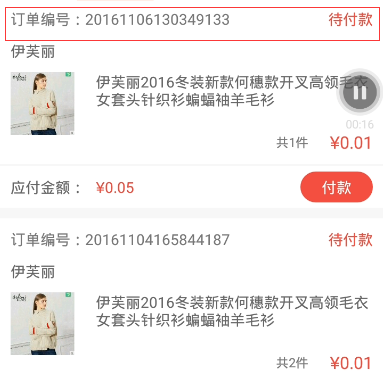 订单编号：20161106130349133 待付款
伊芙丽
伊芙丽2016冬装新款何穗款开叉高领毛衣
女套头针织衫蝙蝠袖羊毛衫
00:16
共1件 ¥0.01
应付金额： ¥0.05 付款
订单编号：20161104165844187 待付款
伊芙丽
伊芙丽2016冬装新款何穗款开叉高领毛衣
女套头针织衫蝙蝠袖羊毛衫
共2件 ¥0.01